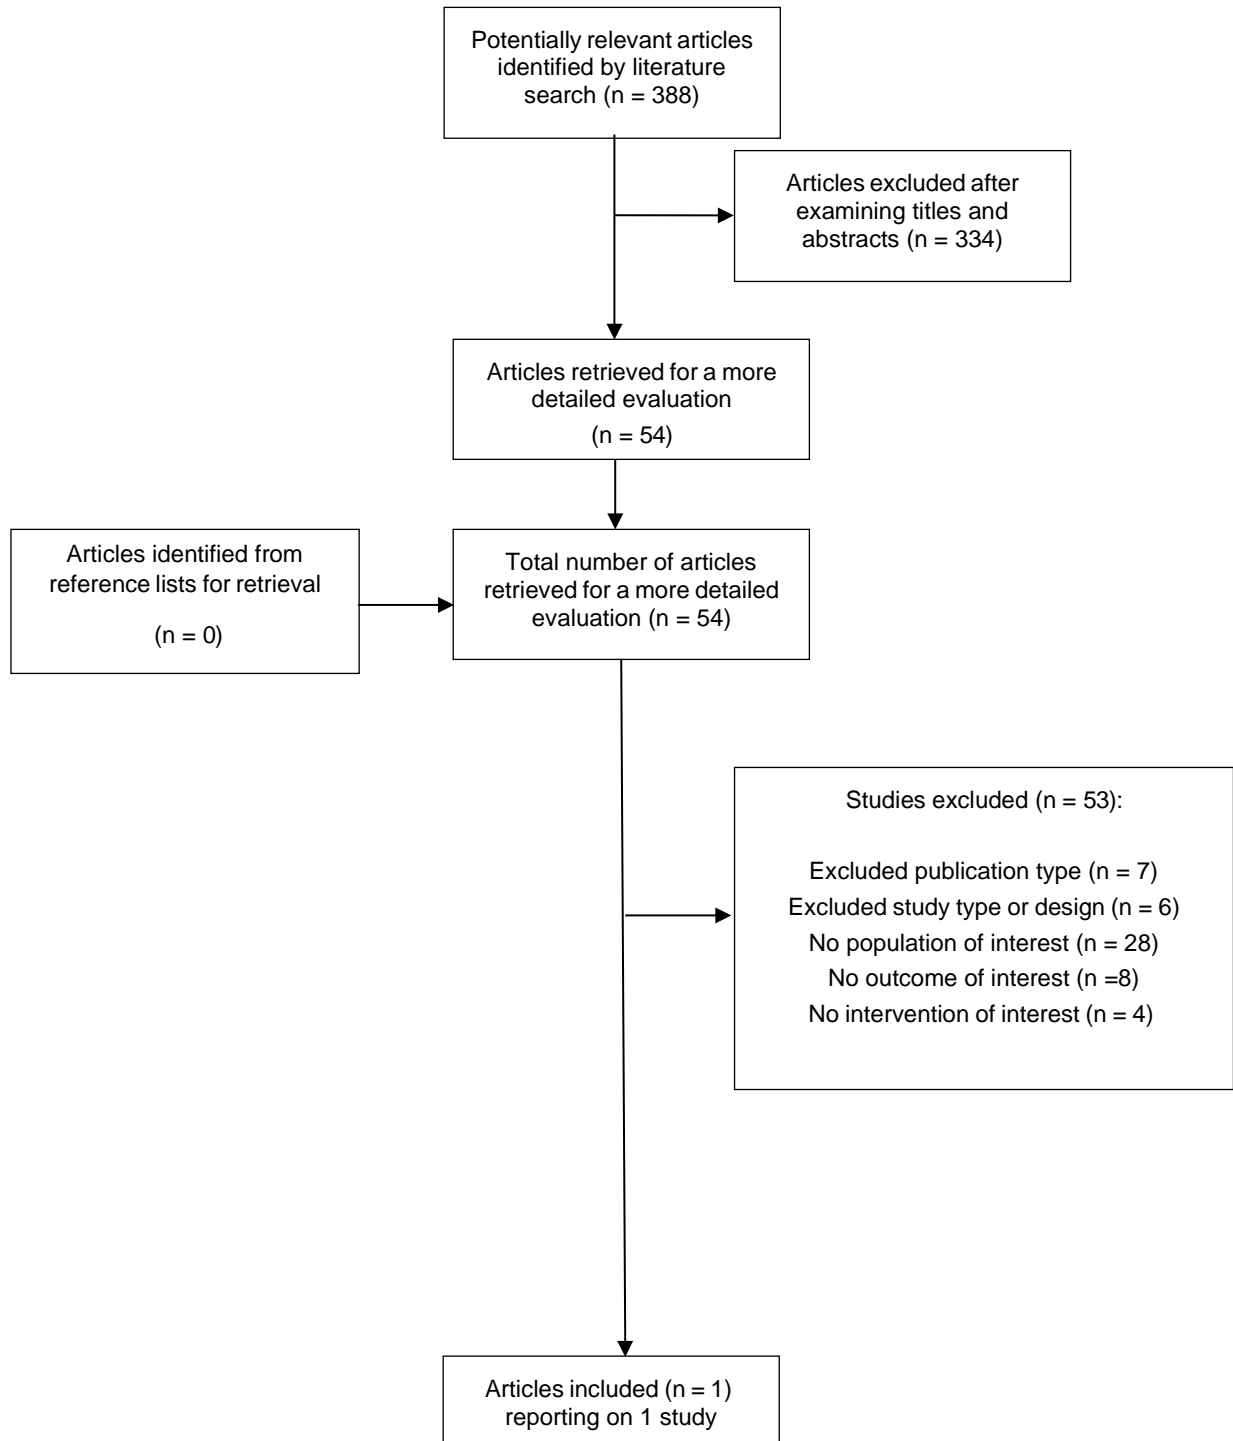 Potentially relevant articles
identified by literature
search (n = 388)
Articles excluded after
examining titles and
abstracts (n = 334)
Articles retrieved for a more
detailed evaluation
(n = 54)
Articles identified from
reference lists for retrieval
(n = 0)
Total number of articles
retrieved for a more detailed
evaluation (n = 54)
Studies excluded (n = 53):
Excluded publication type (n = 7)
Excluded study type or design (n = 6)
No population of interest (n = 28)
No outcome of interest (n =8)
No intervention of interest (n = 4)
Articles included (n = 1)
reporting on 1 study